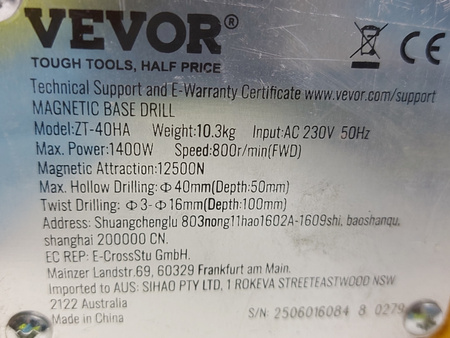 VEVOR®
TOUGH TOOLS, HALF PRICE
CE
Technical Support and E-Warranty Certificate www.vevor.com/support
MAGNETIC BASE DRILL
Model:ZT-40HA Weight:10.3kg Input:AC 230V 50Hz
Max. Power:1400W Speed:800r/min(FWD)
Magnetic Attraction:12500N
Max. Hollow Drilling: Φ 40mm(Depth:50mm)
Twist Drilling: Φ 3- Φ 16mm(Depth:100mm)
Address: Shuangchenglu 803nong11hao1602A-1609shi, baoshanqu,
shanghai 200000 CN.
EC REP: E-CrossStu GmbH.
Mainzer Landstr.69, 60329 Frankfurt am Main.
Imported to AUS: SIHAO PTY LTD, 1 ROKEVA STREETEASTWOOD NSW
2122 Australia
Made in China
S/N: 2506016084 8 0279